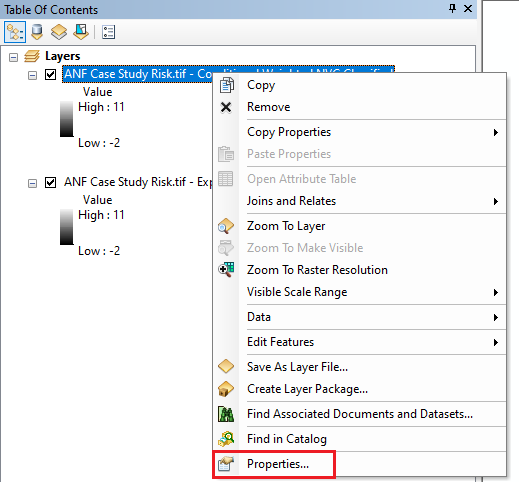 Table Of Contents
Layers
ANF Case Study Risk.tif -
Value
High : 11
Low : -2
ANF Case Study Risk.tif - Exp
Value
High : 11
Low : -2
Copy
Remove
Copy Properties
Paste Properties
Open Attribute Table
Joins and Relates
Zoom To Layer
Zoom To Make Visible
Zoom To Raster Resolution
Visible Scale Range
Data
Edit Features
Save As Layer File...
Create Layer Package...
Find Associated Documents and Datasets...
Find in Catalog
Properties...